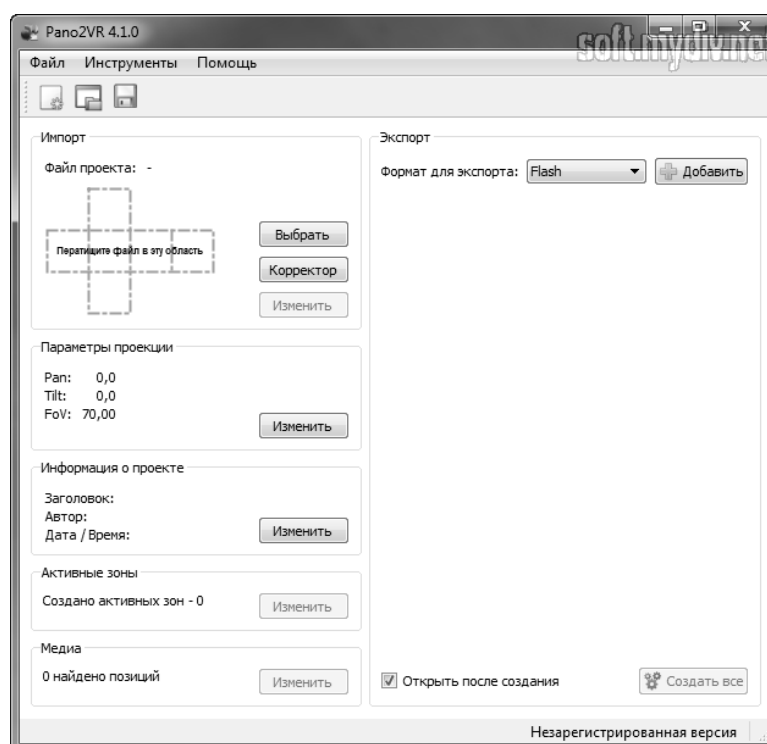 Pano2VR 4.1.0
soft.mydiv.net
Файл Инструменты Помощь
Импорт
Файл проекта: -
Ператищите файл в эту область
Выбрать
Корректор
Изменить
Параметры проекции
Pan: 0,0
Tilt: 0,0
FoV: 70,00
Изменить
Информация о проекте
Заголовок:
Автор:
Дата / Время:
Изменить
Активные зоны
Создано активных зон - 0
Изменить
Медиа
0 найдено позиций
Изменить
Экспорт
Формат для экспорта: Flash Добавить
Открыть после создания
Создать все
Незарегистрированная версия